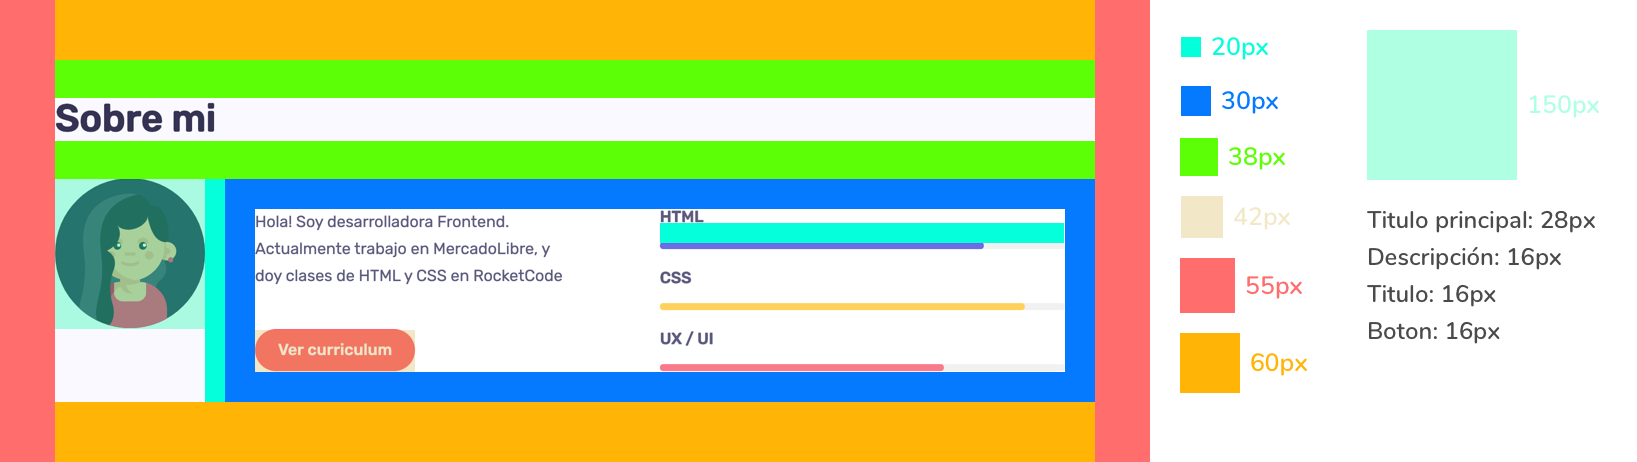 Sobre mi
Hola! Soy desarrolladora Frontend.
Actualmente trabajo en MercadoLibre, y
doy clases de HTML y CSS en RocketCode
Ver curriculum
HTML
CSS
UX / UI
20px
30px
38px
42px
55px
60px
150px
Titulo principal: 28px
Descripción: 16px
Titulo: 16px
Boton: 16px